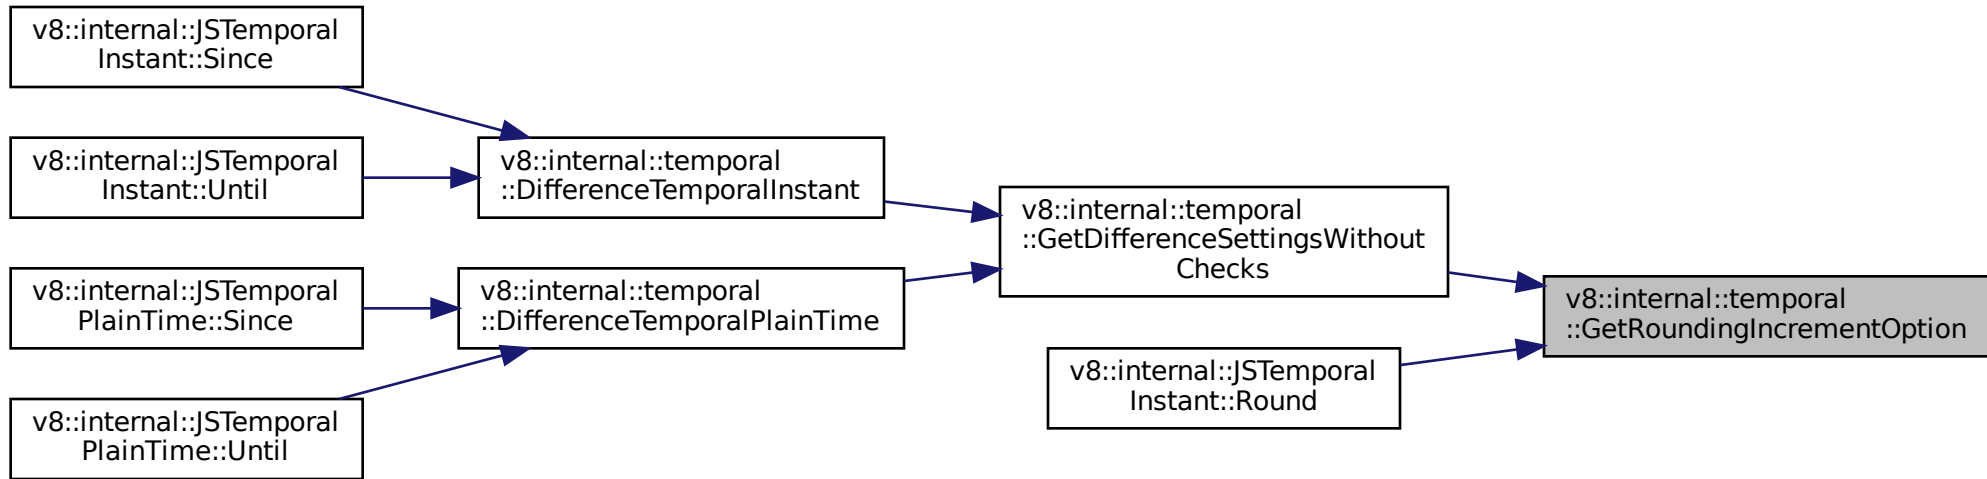 v8::internal::JSTemporal
Instant::Since
v8::internal::JSTemporal
Instant::Until
v8::internal::JSTemporal
PlainTime::Since
v8::internal::JSTemporal
PlainTime::Until
v8::internal::temporal
::DifferenceTemporalInstant
v8::internal::temporal
::DifferenceTemporalPlainTime
v8::internal::temporal
::GetDifferenceSettingsWithout
Checks
v8::internal::JSTemporal
Instant::Round
v8::internal::temporal
::GetRoundingIncrementOption